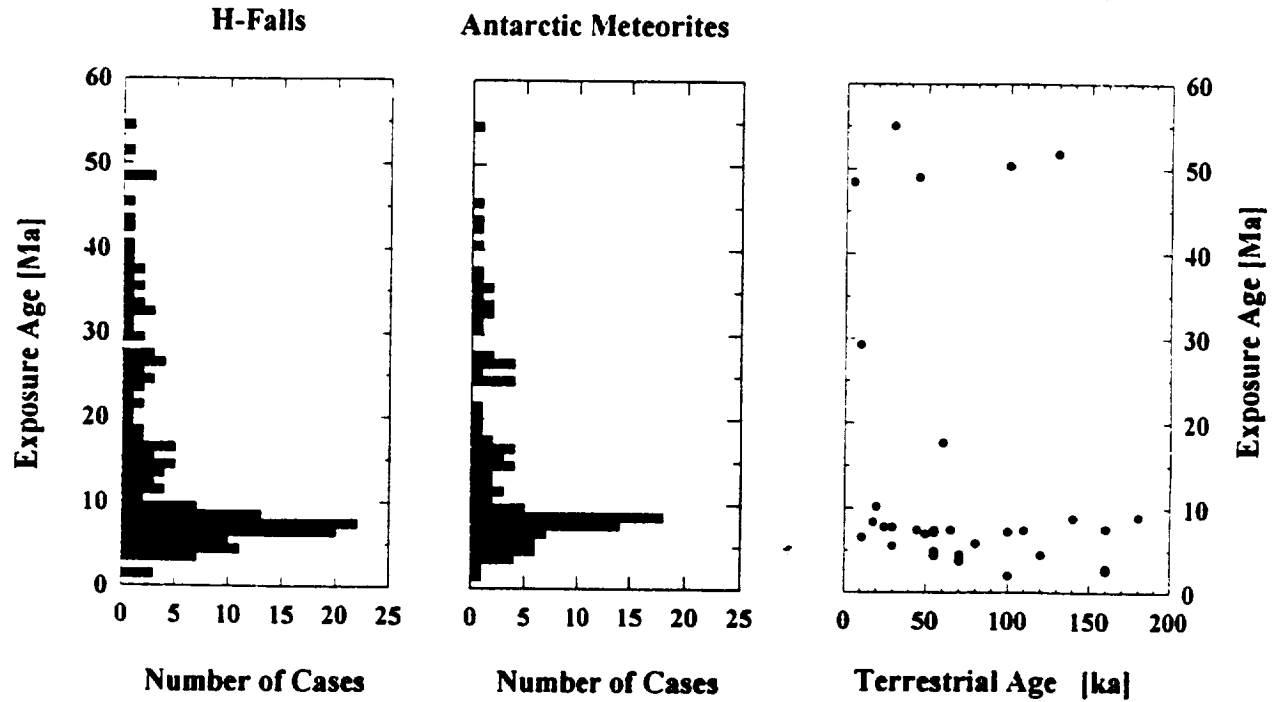 H-Falls
Antarctic Meteorites
Exposure Age [Ma]
60
50
40
30
20
10
0
0 5 10 15 20 25
Number of Cases
0 5 10 15 20 25
Number of Cases
60
50
40
30
20
10
0
Exposure Age [Ma]
0 50 100 150 200
Terrestrial Age [ka]